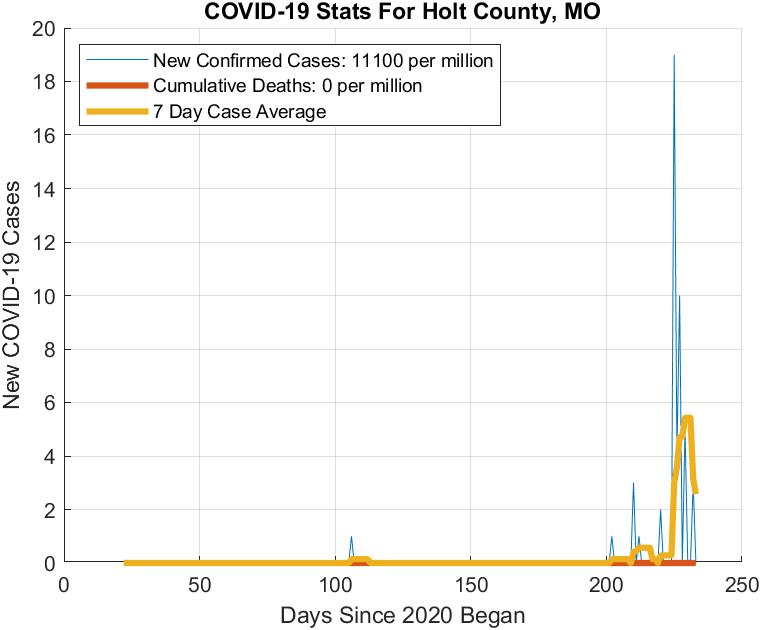 COVID-19 Stats For Holt County, MO
New Confirmed Cases: 11100 per million
Cumulative Deaths: 0 per million
7 Day Case Average
New COVID-19 Cases
20
18
16
14
12
10
8
6
4
2
0
0 50 100 150 200 250
Days Since 2020 Began